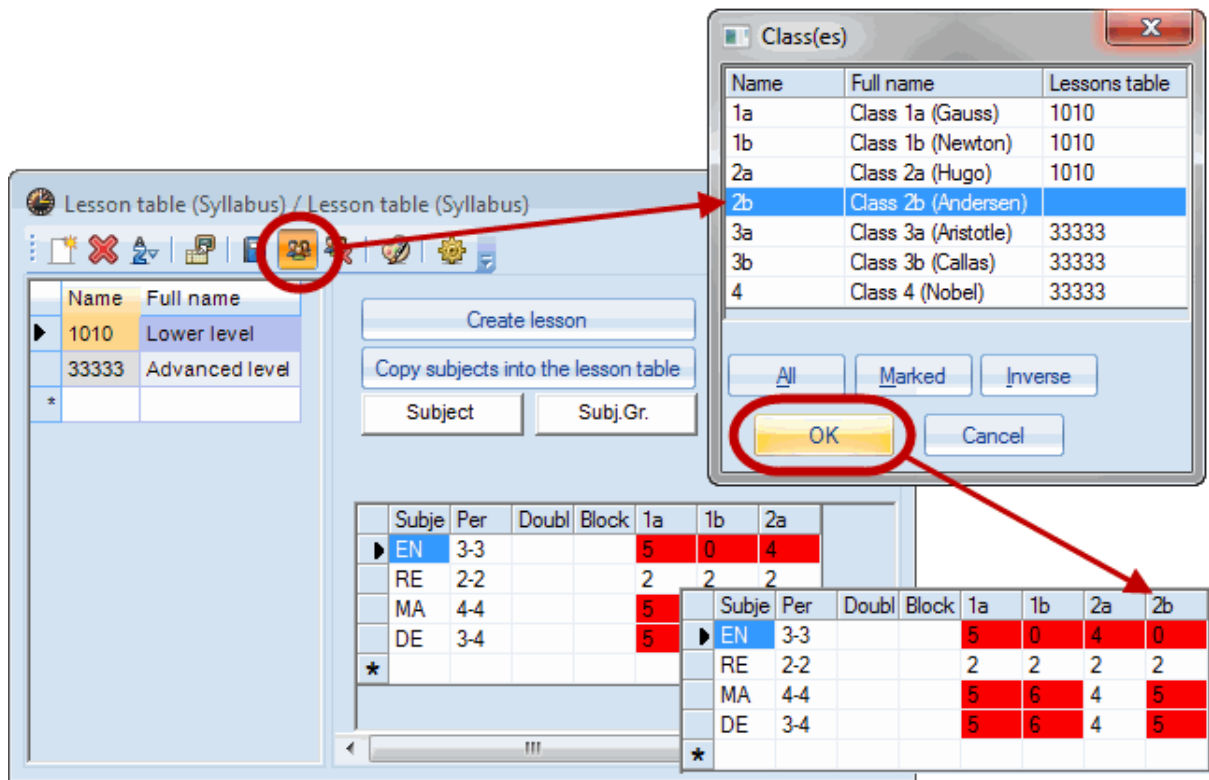 Class(es)
Name Full name Lessons table
1a Class 1a (Gauss) 1010
1b Class 1b (Newton) 1010
2a Class 2a (Hugo) 1010
2b Class 2b (Andersen)
3a Class 3a (Aristotle) 33333
3b Class 3b (Callas) 33333
4 Class 4 (Nobel) 33333
All Marked Inverse
OK Cancel
Lesson table (Syllabus) / Lesson table (Syllabus)
Name Full name
1010 Lower level
33333 Advanced level
*
Create lesson
Copy subjects into the lesson table
Subject Subj.Gr.
Subje Per Doubl Block 1a 1b 2a
EN 3-3 5 0 4
RE 2-2 2 2 2
MA 4-4 5
DE 3-4 5
*
Subje Per Doubl Block 1a 1b 2a 2b
EN 3-3 5 0 4 0
RE 2-2 2 2 2 2
MA 4-4 5 6 4 5
DE 3-4 5 6 4 5
*